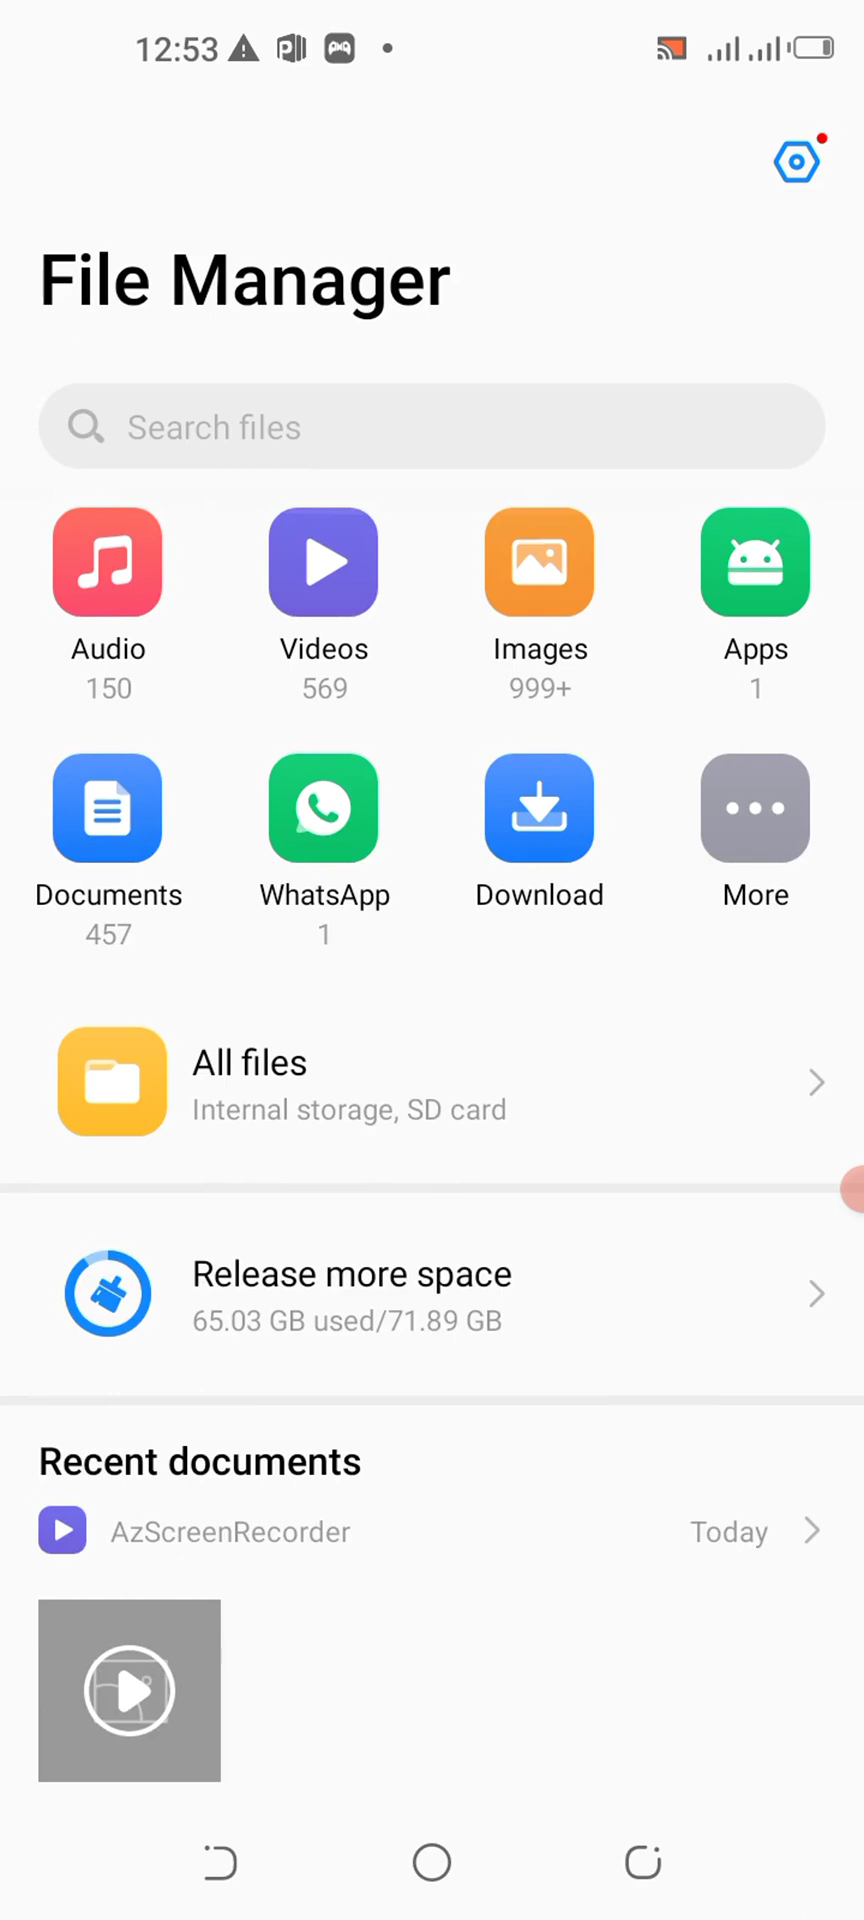 12:53
File Manager
Search files
Audio
Videos
Images
Apps
150
569
999+
1
Documents
WhatsApp
Download
More
457
1
All files
Internal storage, SD card
Release more space
65.03 GB used/71.89 GB
Recent documents
AzScreenRecorder
Today